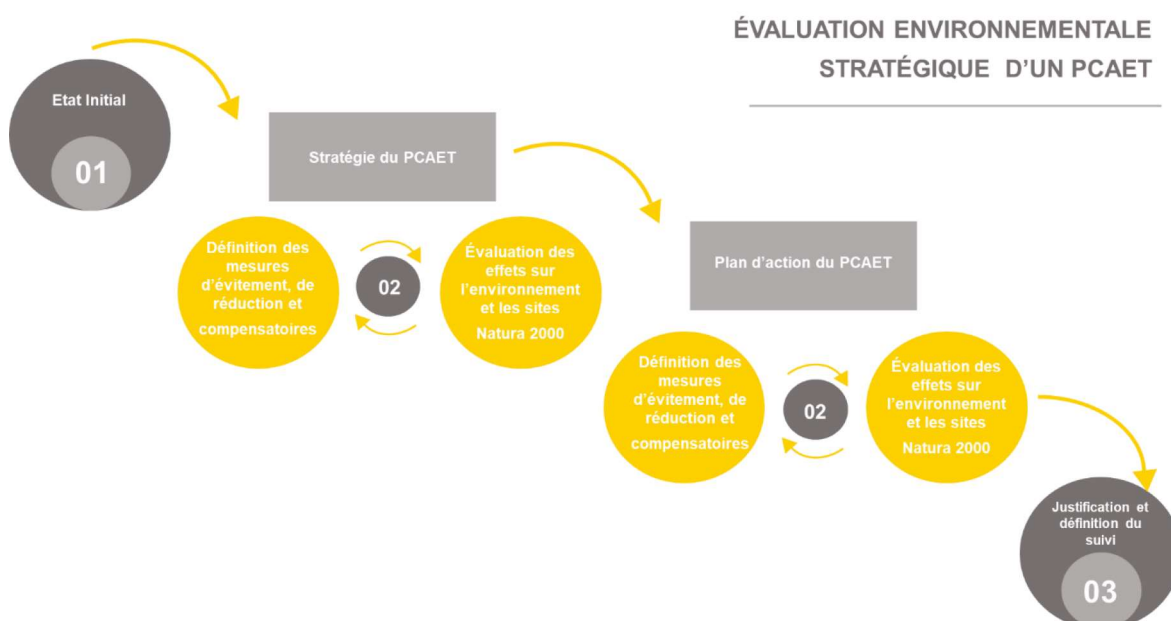 ÉVALUATION ENVIRONNEMENTALE
STRATÉGIQUE D'UN PCAET
Etat Initial
01
Stratégie du PCAET
Définition des
mesures
d'évitement, de
réduction et
compensatoires
02
Évaluation des
effets sur
l'environnement
et les sites
Natura 2000
Plan d'action du PCAET
Définition des
mesures
d'évitement, de
réduction et
compensatoires
02
Évaluation des
effets sur
l'environnement
et les sites
Natura 2000
Justification et
définition du
suivi
03